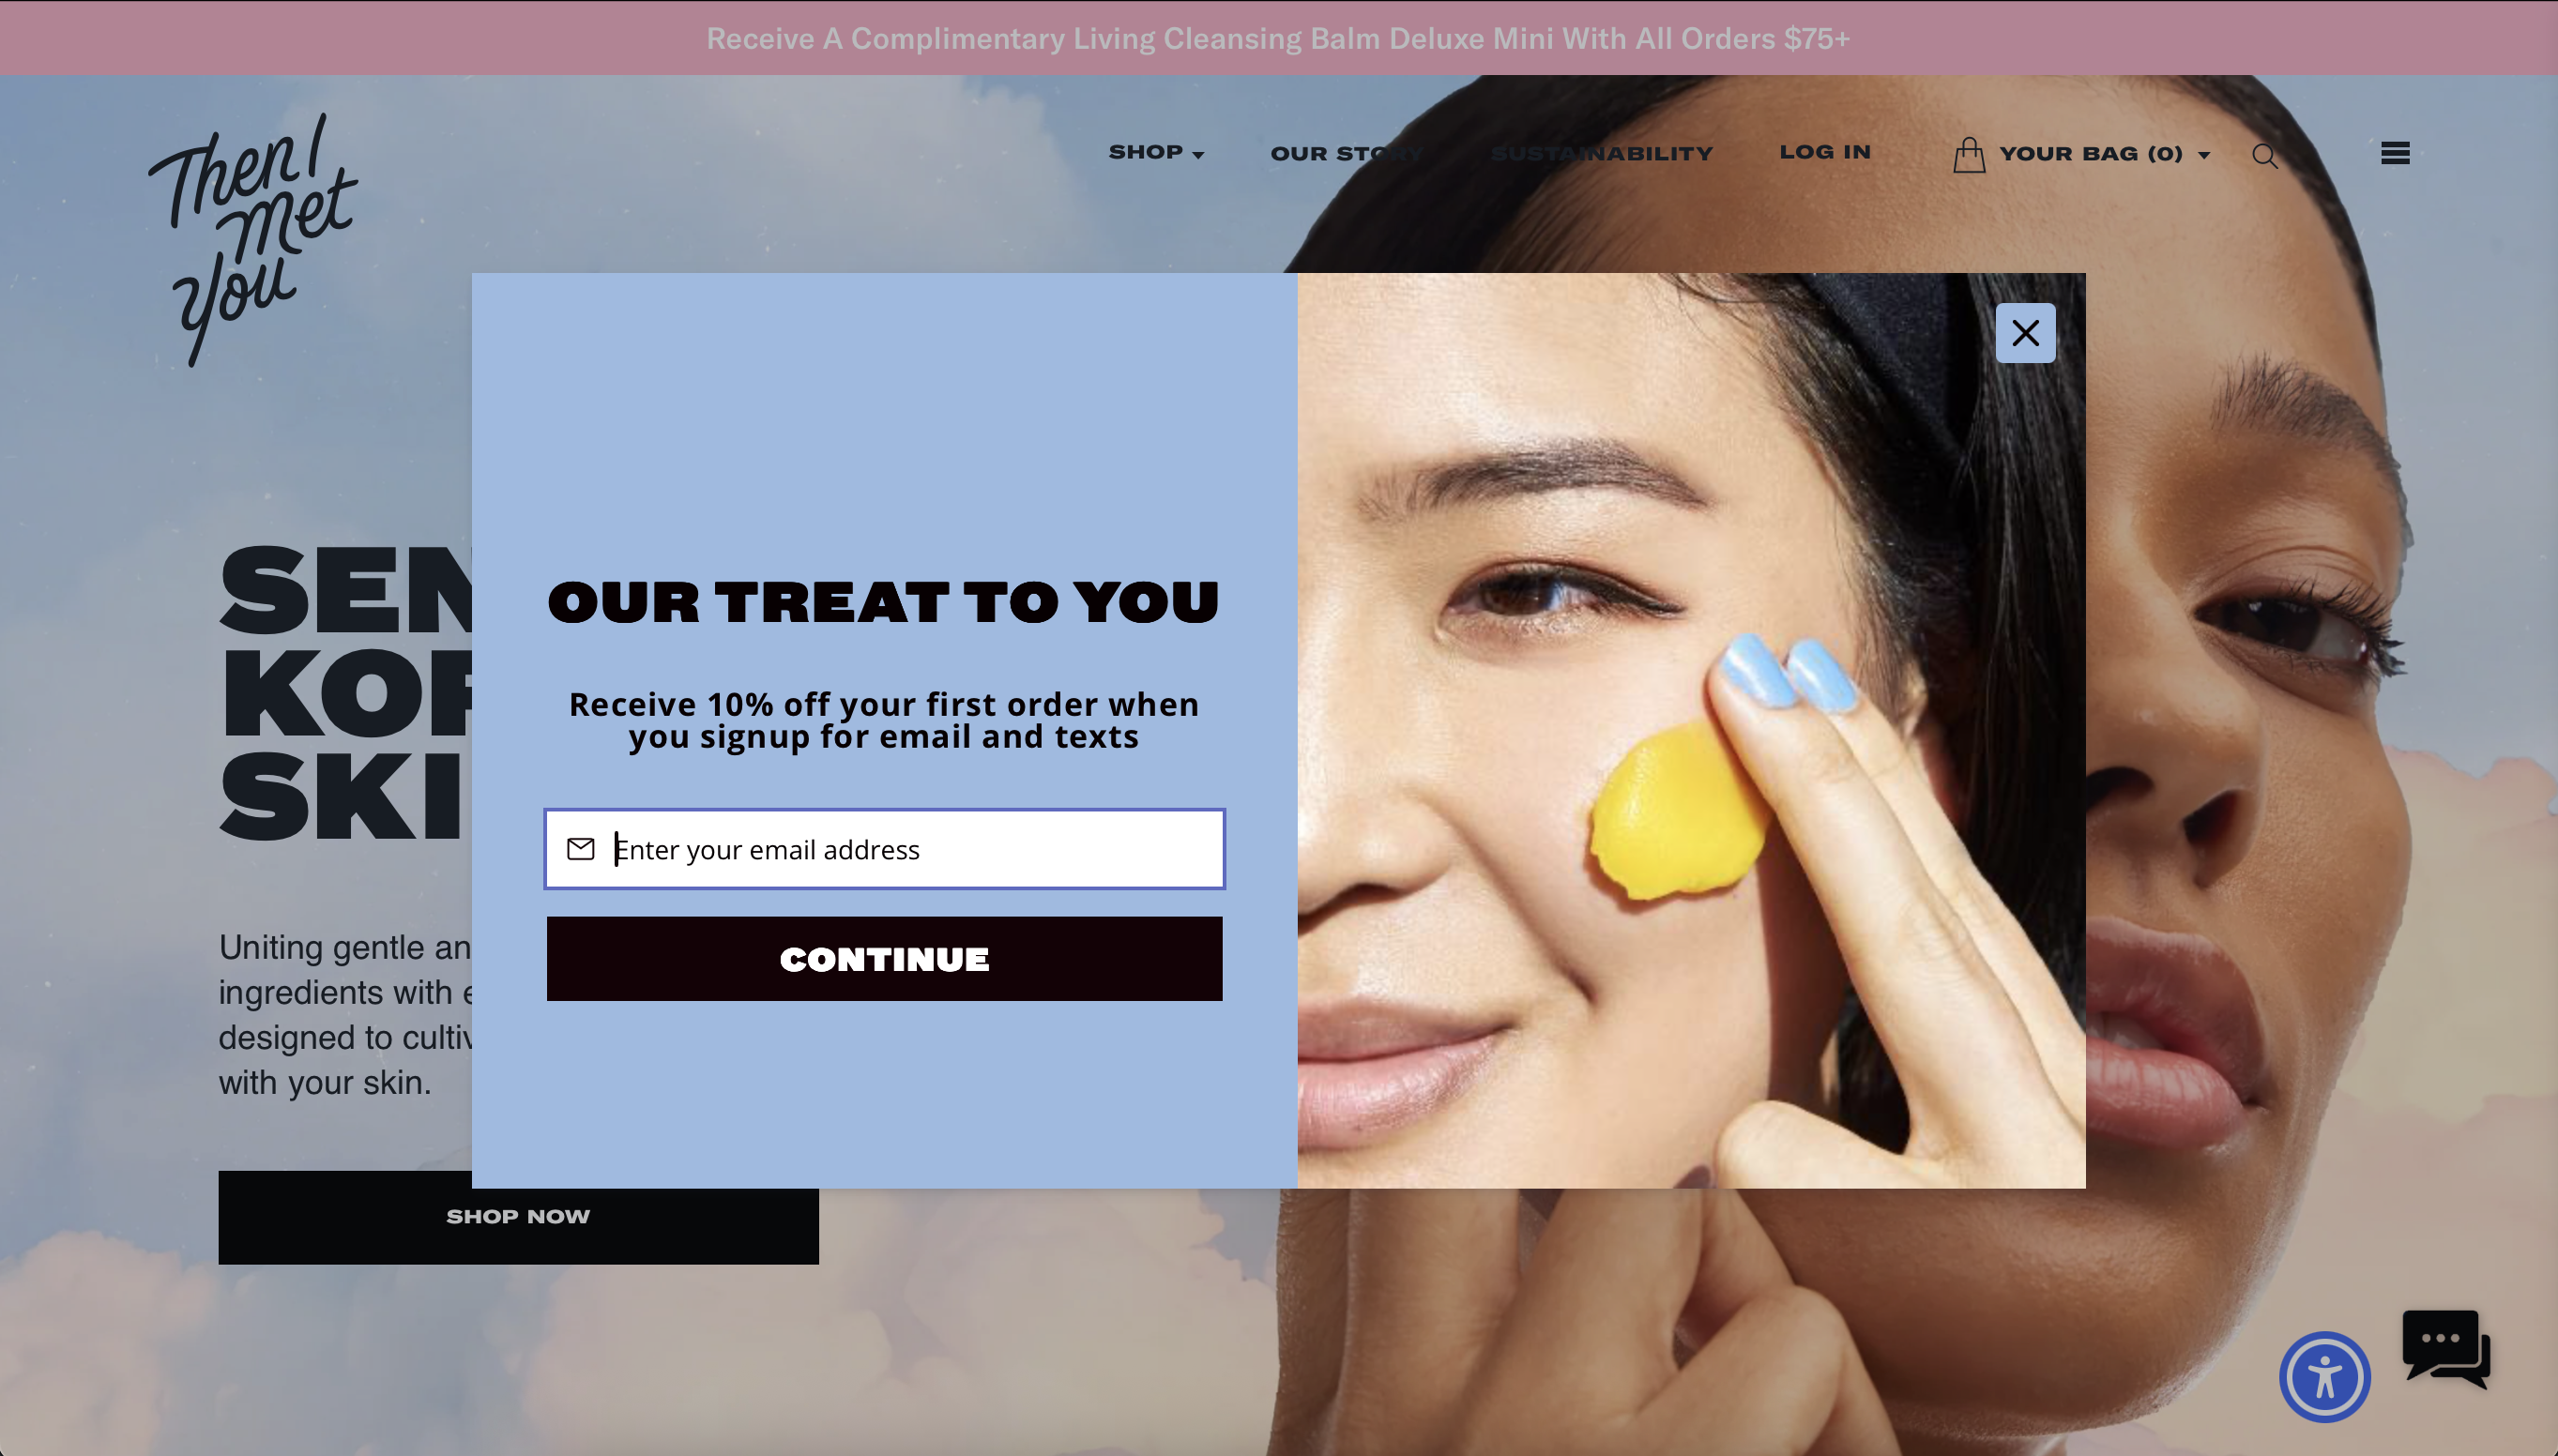 Receive A Complimentary Living Cleansing Balm Deluxe Mini With All Orders $75+
Then I
Met
You
SHOP
OUR STORY
SUSTAINABILITY
LOG IN
YOUR BAG (0)
OUR TREAT TO YOU
Receive 10% off your first order when
you signup for email and texts
Enter your email address
CONTINUE
SKI
Uniting gentle an
ingredients with
designed to
with your skin.
SHOP NOW